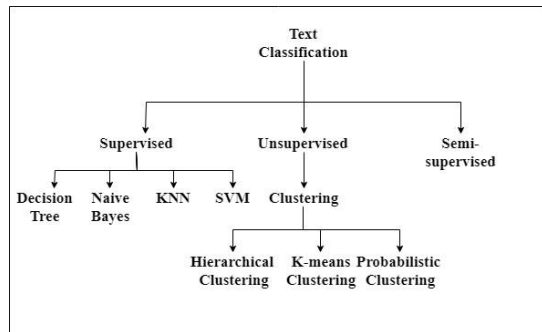 Text
Classification
Supervised
Unsupervised
Semi-
supervised
Decision
Tree
Naive
Bayes
KNN
SVM
Clustering
Hierarchical
Clustering
K-means
Clustering
Probabilistic
Clustering